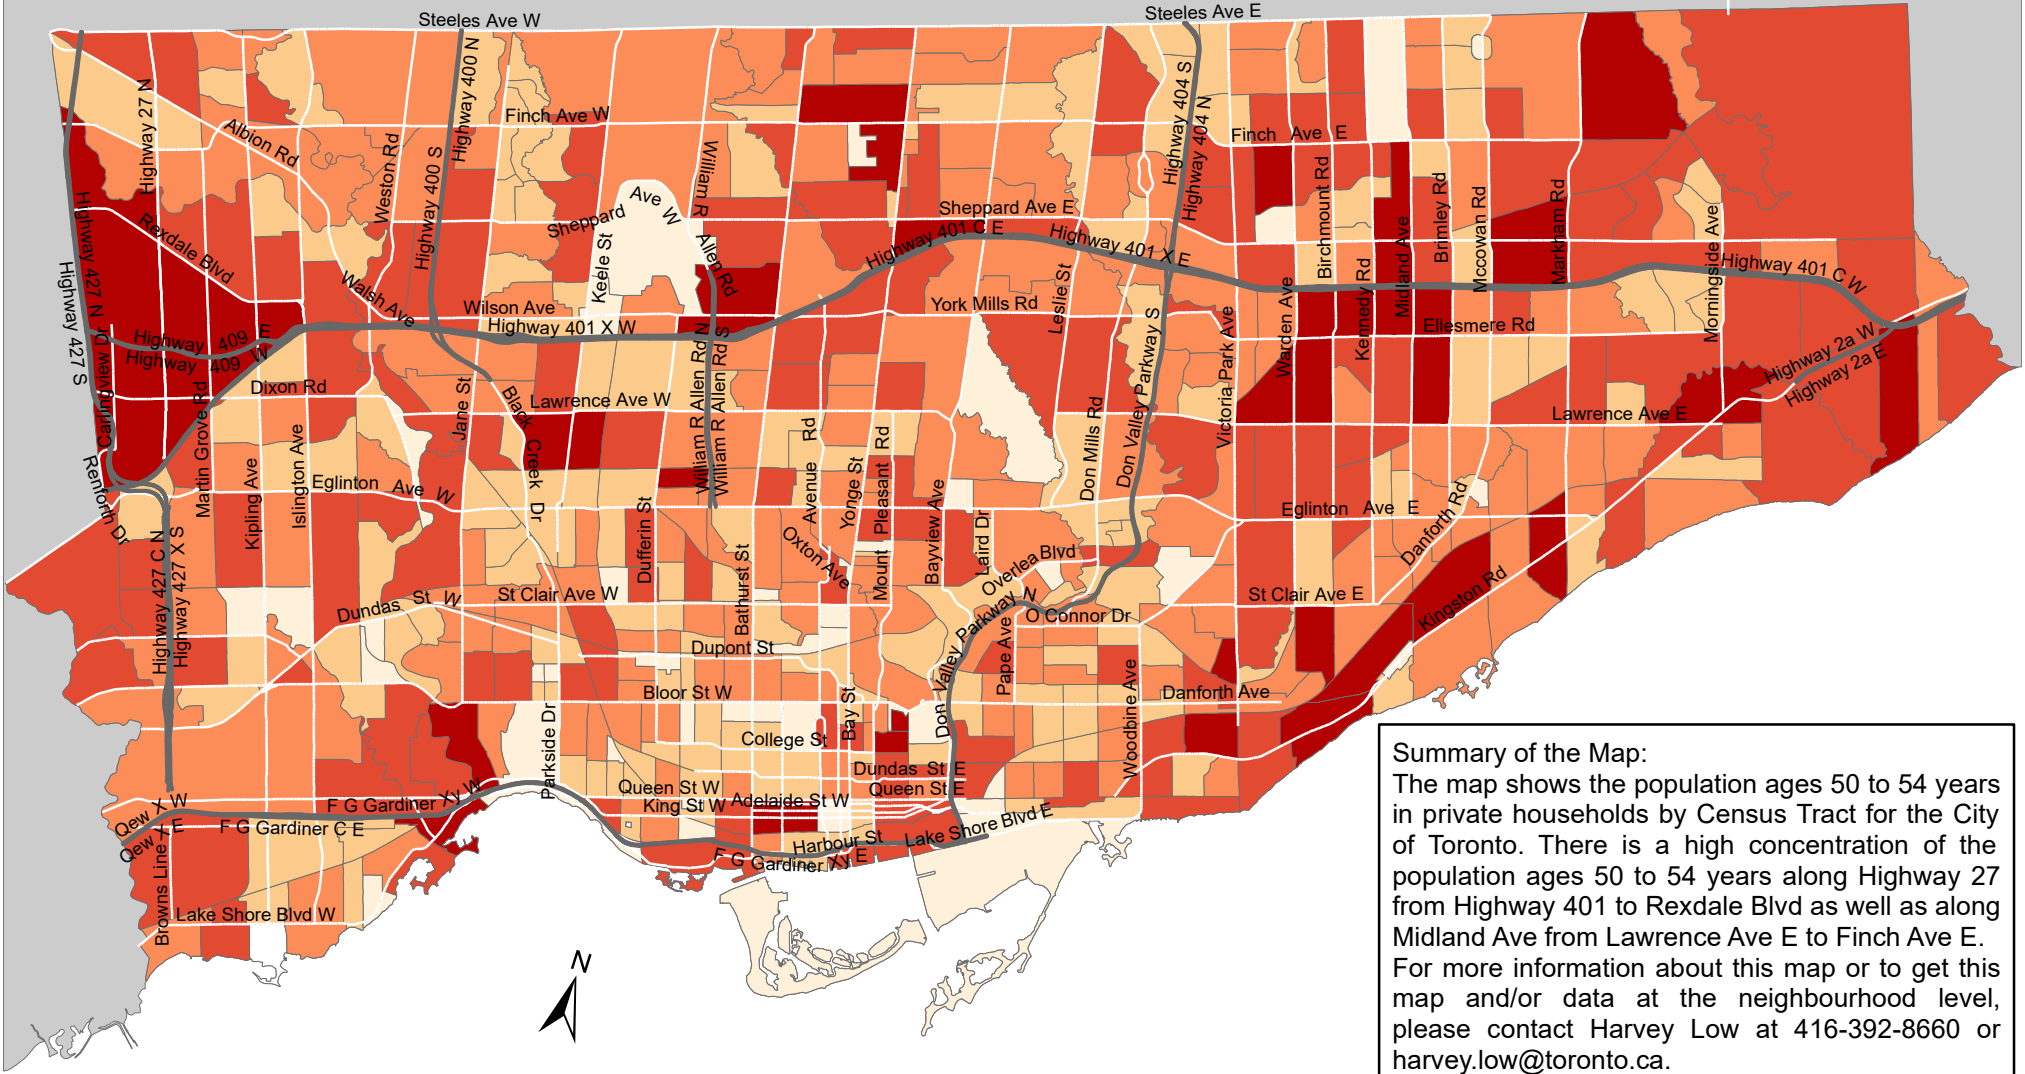 Steeles Ave W
Steeles Ave E
Highway 400 N
Highway 404 S
Highway 27 N
Finch Ave W
Finch Ave E
Albion Rd
Highway 404 N
Weston Rd
Highway 400 S
William R
Birchmount Rd
Brimley Rd
Mccowan Rd
Markham Rd
Morningside Ave
Sheppard Ave W
Sheppard Ave E
Highway 427 N
Rexdale Blvd
Keele St
Allen Rd
Highway 401 C E
Highway 401 X E
Midland Ave
Highway 401 C W
Highway 427 S
Walsh Ave
Wilson Ave
York Mills Rd
Leslie St
Kennedy Rd
Warden Ave
Ellesmere Rd
Highway 401 X W
Highway 409 E
Highway 409 W
Victoria Park Ave
Highway 2a W
Highway 2a E
Carlingview Dr
Martin Grove Rd
Dixon Rd
Jane St
Black Creek Dr
Lawrence Ave W
William R Allen Rd N
William R Allen Rd S
Don Valley Parkway S
Lawrence Ave E
Renforth Dr
Kipling Ave
Islington Ave
Eglinton Ave W
Avenue Rd
Yonge St
Mount Pleasant Rd
Bayview Ave
Don Mills Rd
Eglinton Ave E
Danforth Rd
Dufferin St
Bathurst St
Oxton Ave
Laird Dr
Overlea Blvd
Highway 427 C N
Highway 427 X S
Dundas St W
St Clair Ave W
Don Valley Parkway N
O Connor Dr
St Clair Ave E
Kingston Rd
Dupont St
Pape Ave
Bloor St W
Bay St
Woodbine Ave
Danforth Ave
Parkside Dr
College St
Dundas St E
Queen St W
Queen St E
King St W
Adelaide St W
Qew X W
Qew X E
F G Gardiner Xy W
F G Gardiner C E
Harbour St
Lake Shore Blvd E
F G Gardiner Xy E
Browns Line
Lake Shore Blvd W
N
Summary of the Map:
The map shows the population ages 50 to 54 years
in private households by Census Tract for the City
of Toronto. There is a high concentration of the
population ages 50 to 54 years along Highway 27
from Highway 401 to Rexdale Blvd as well as along
Midland Ave from Lawrence Ave E to Finch Ave E.
For more information about this map or to get this
map and/or data at the neighbourhood level,
please contact Harvey Low at 416-392-8660 or
harvey.low@toronto.ca.